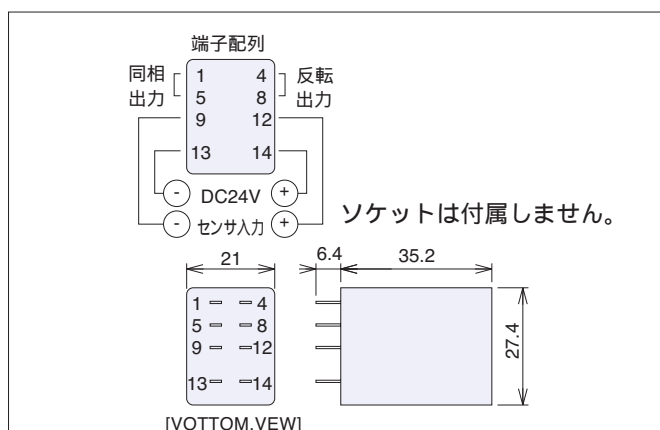 端子配列
同相 1 4 反転
出力 5 8 出力
9 12
13 14
- DC24V +
- センサ入力 +
ソケットは付属しません。
21 6.4 35.2
1 4
5 8
9 12
13 14
27.4
[VOTTOM.VEW]